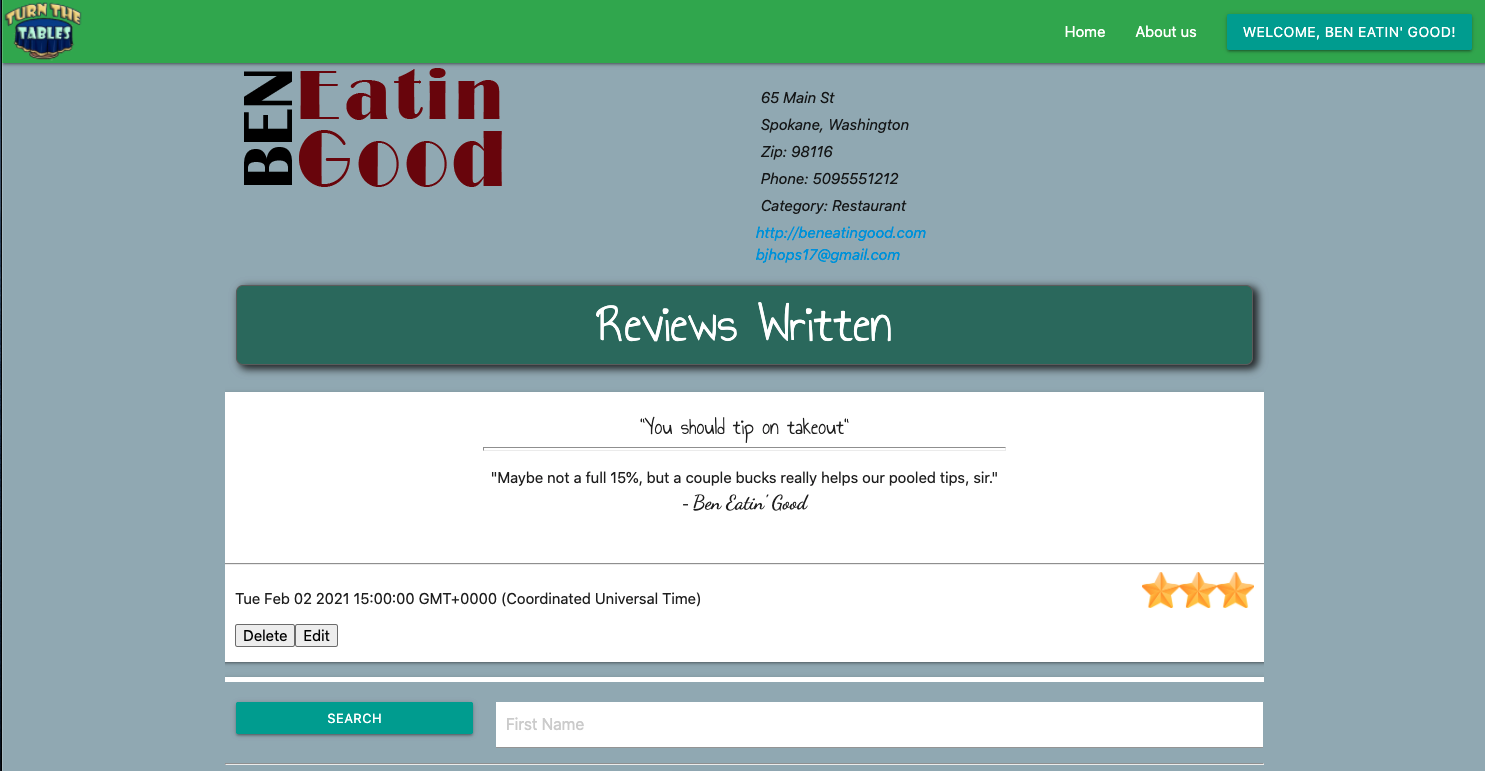 TURN THE
TABLES
Home
About us
WELCOME, BEN EATIN' GOOD!
BEN
Eatin
Good
65 Main St
Spokane, Washington
Zip: 98116
Phone: 5095551212
Category: Restaurant
http://beneatingood.com
bjhops17@gmail.com
Reviews Written
"You should tip on takeout"
"Maybe not a full 15%, but a couple bucks really helps our pooled tips, sir."
- Ben Eatin' Good
Tue Feb 02 2021 15:00:00 GMT+0000 (Coordinated Universal Time)
Delete
Edit
SEARCH
First Name